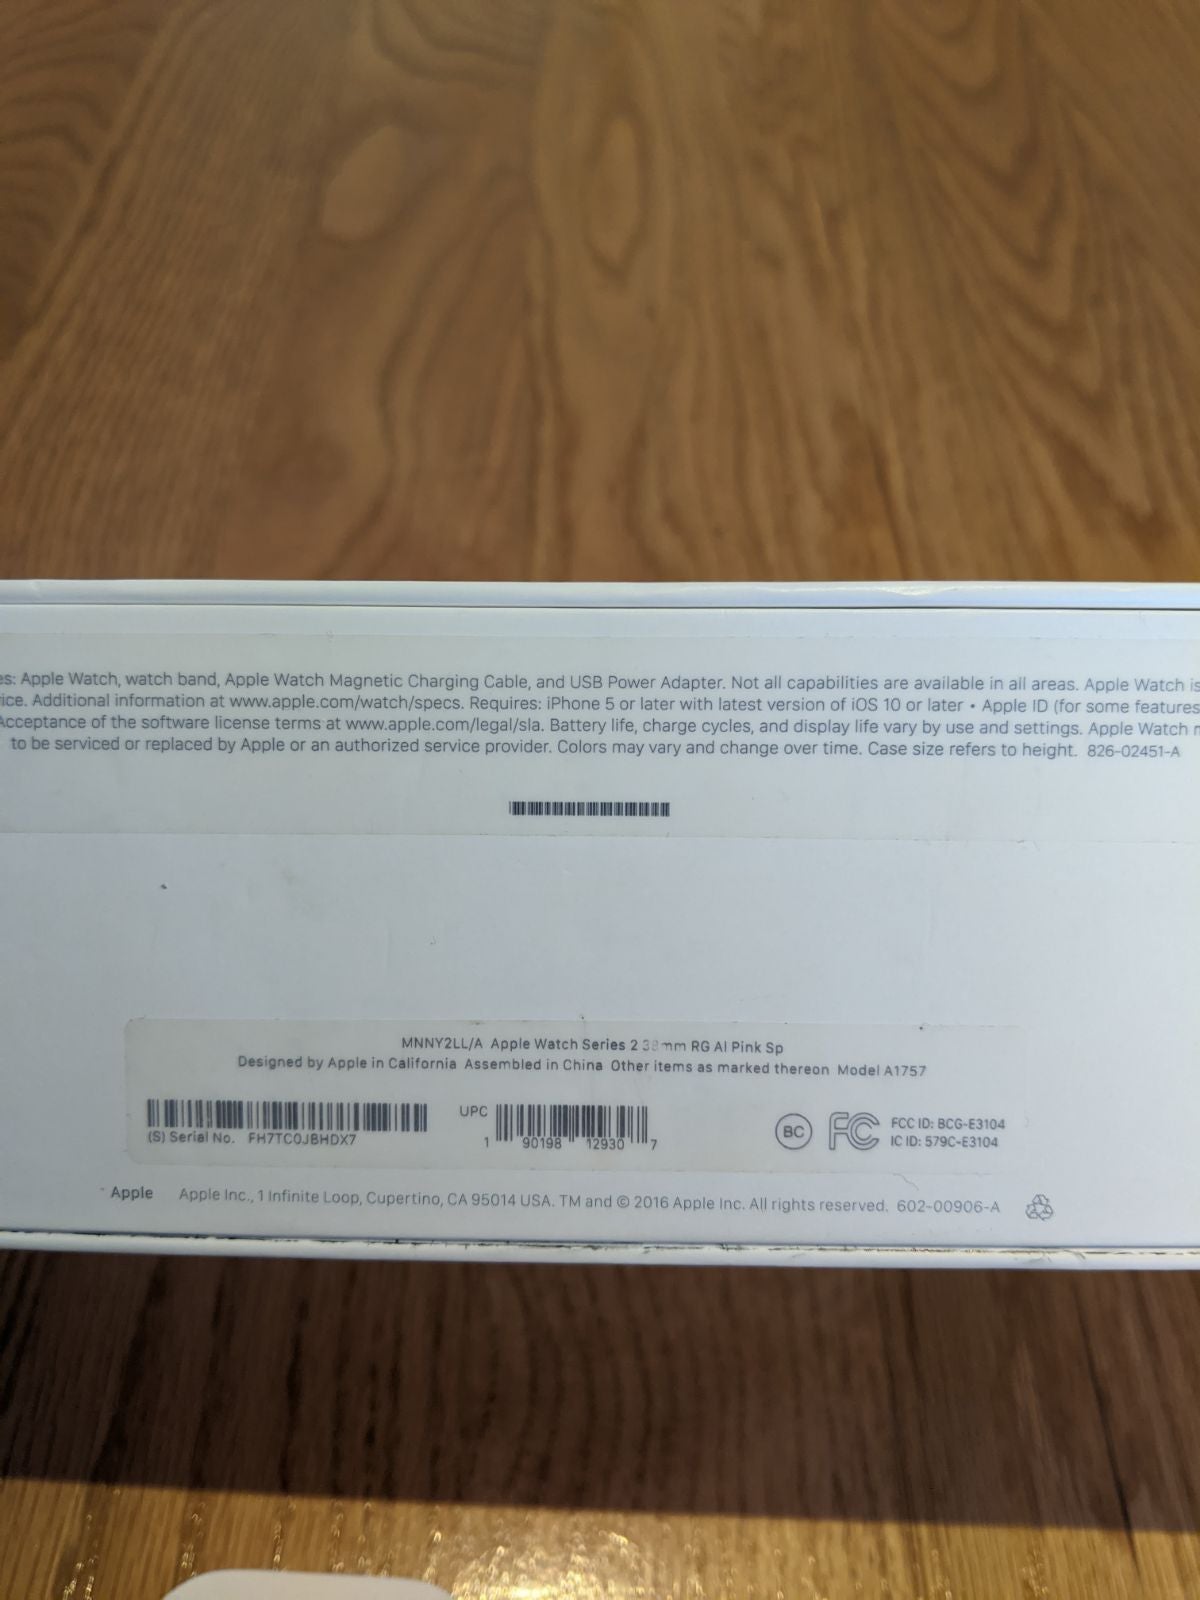 es: Apple Watch, watch band, Apple Watch Magnetic Charging Cable, and USB Power Adapter. Not all capabilities are available in all areas. Apple Watch is
ice. Additional information at www.apple.com/watch/specs. Requires: iPhone 5 or later with latest version of iOS 10 or later • Apple ID (for some features
Acceptance of the software license terms at www.apple.com/legal/sla. Battery life, charge cycles, and display life vary by use and settings. Apple Watch
to be serviced or replaced by Apple or an authorized service provider. Colors may vary and change over time. Case size refers to height. 826-02451-A
MNNY2LL/A Apple Watch Series 2 38mm RG Al Pink Sp
Designed by Apple in California Assembled in China Other items as marked thereon Model A1757
(S) Serial No. FH7TC0JBHDX7
UPC
1 90198 12930 7
BC FC FCC ID: BCG-E3104
IC ID: 579C-E3104
Apple Apple Inc., 1 Infinite Loop, Cupertino, CA 95014 USA. TM and © 2016 Apple Inc. All rights reserved. 602-00906-A